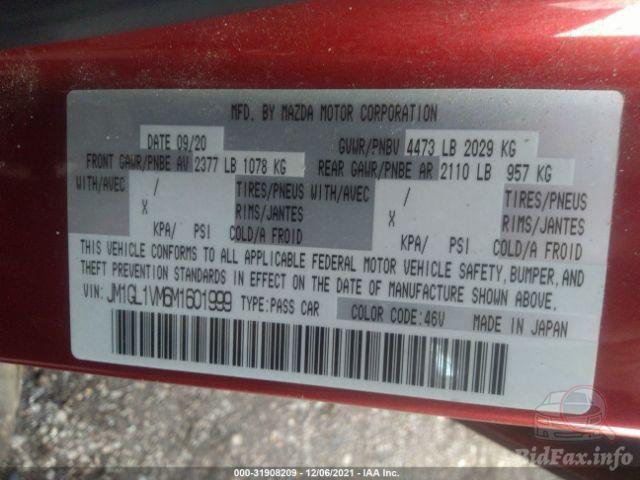 MFD. BY MAZDA MOTOR CORPORATION
DATE 09/20 GVWR/PNBV 4473 LB 2029 KG
FRONT GAWR/PNBE AV 2377 LB 1078 KG REAR GAWR/PNBE AR 2110 LB 957 KG
WITH/AVEC / TIRES/PNEUS WITH/AVEC / TIRES/PNEUS
X RIMS/JANTES X RIMS/JANTES
KPA/ PSI COLD/A FROID KPA/ PSI COLD/A FROID
THIS VEHICLE CONFORMS TO ALL APPLICABLE FEDERAL MOTOR VEHICLE SAFETY, BUMPER, AND
THEFT PREVENTION STANDARDS IN EFFECT ON THE DATE OF MANUFACTURE SHOWN ABOVE.
VIN: JM1GL1VM6M1601999 TYPE: PASS CAR COLOR CODE: 46V MADE IN JAPAN
BidFax.info
000-31908209 - 12/06/2021 - IAA Inc.